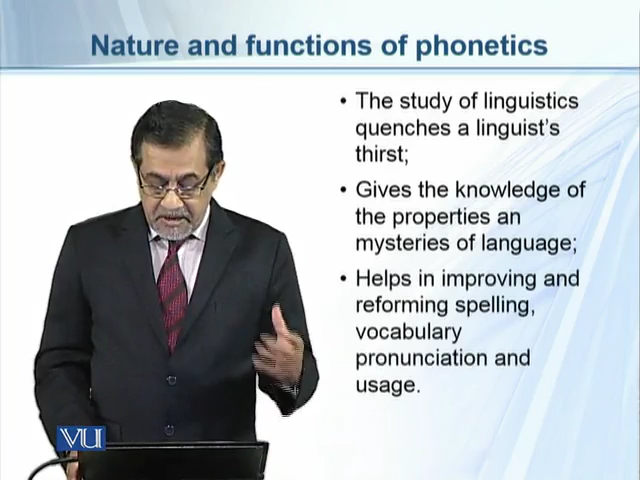 Nature and functions of phonetics
• The study of linguistics
quenches a linguist's
thirst;
• Gives the knowledge of
the properties an
mysteries of language;
• Helps in improving and
reforming spelling,
vocabulary
pronunciation and
usage.
VU